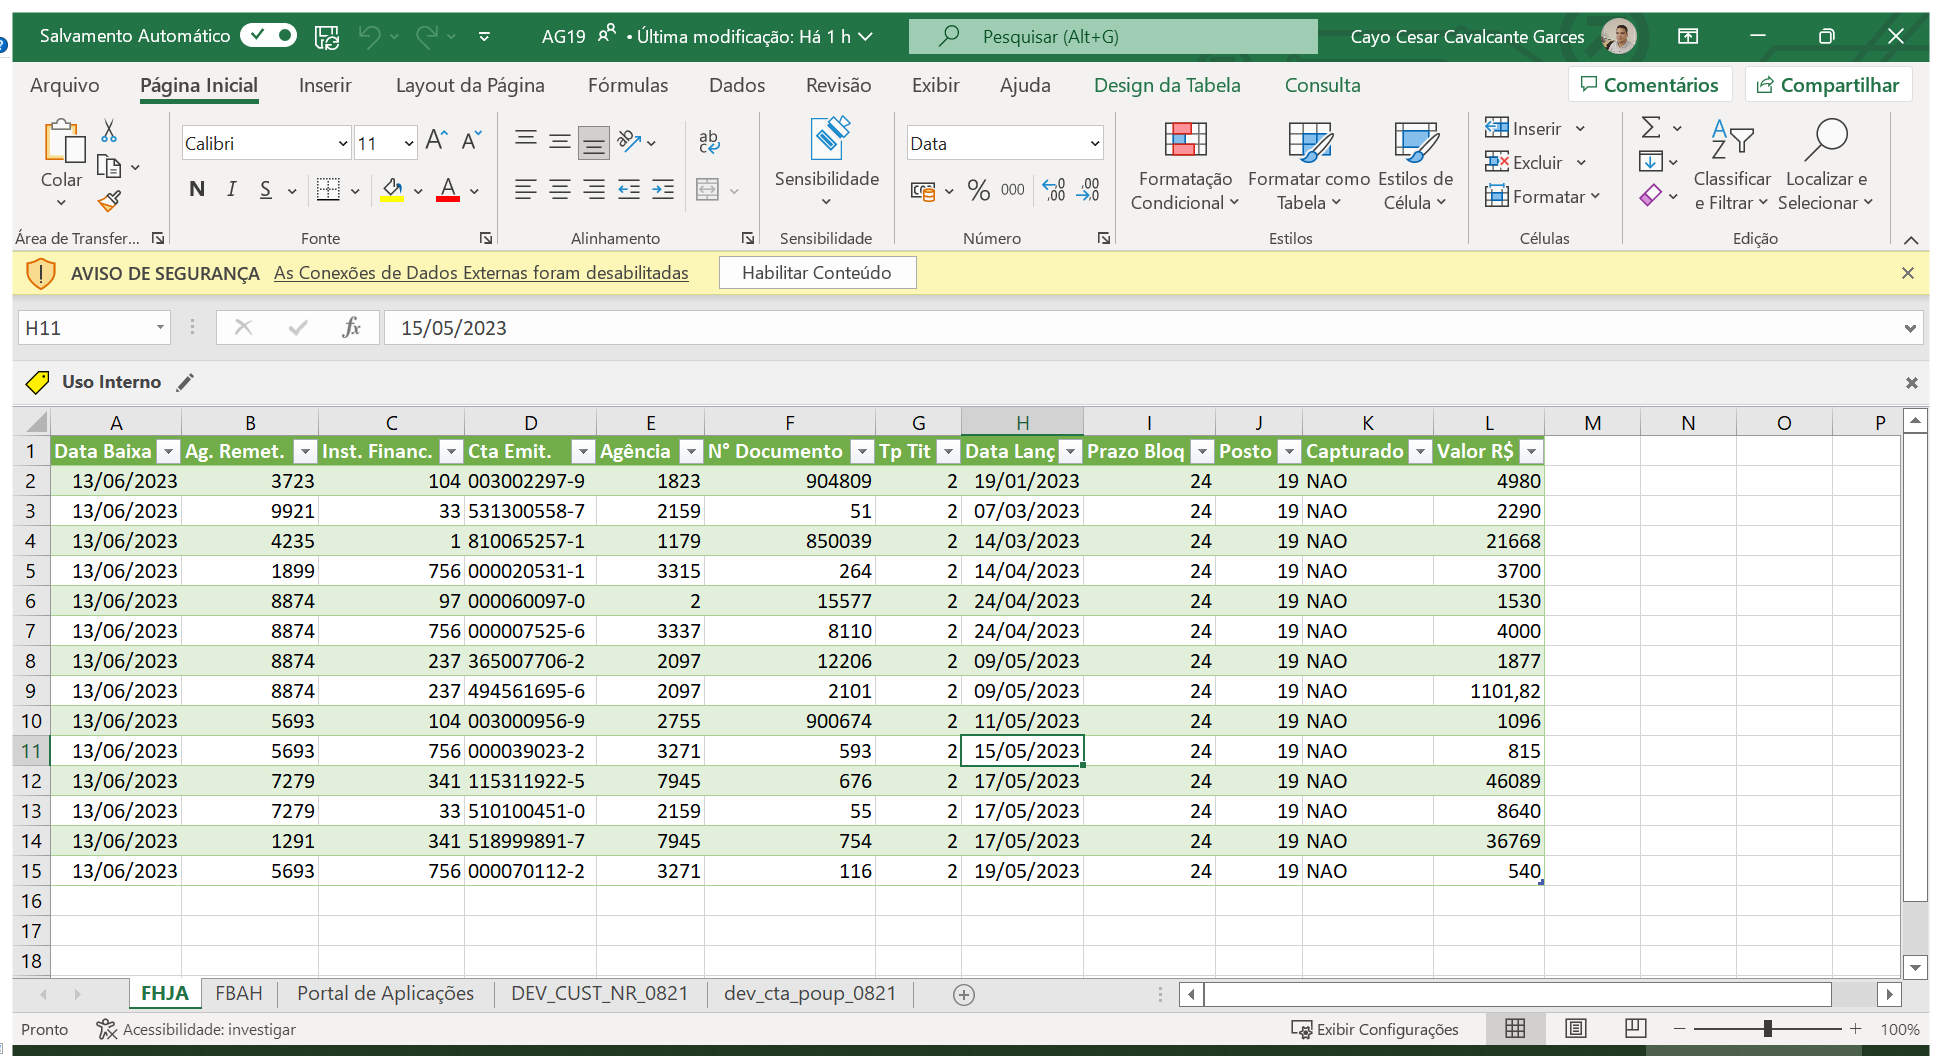 Salvamento Automático AG19 • Última modificação: Há 1 h Pesquisar (Alt+G) Cayo Cesar Cavalcante Garces
Arquivo Página Inicial Inserir Layout da Página Fórmulas Dados Revisão Exibir Ajuda Design da Tabela Consulta Comentários Compartilhar
Colar
Área de Transfer...
Calibri 11
N I S A
Fonte
ab
Alinhamento
Sensibilidade
Sensibilidade
Data
% 000 ,00 ,00
Número
Formatação Condicional
Formatar como Tabela
Estilos de Célula
Estilos
Inserir
Excluir
Formatar
Células
Classificar e Filtrar
Localizar e Selecionar
Edição
AVISO DE SEGURANÇA As Conexões de Dados Externas foram desabilitadas Habilitar Conteúdo
H11 fx 15/05/2023
Uso Interno
A B C D E F G H I J K L M N O P
1 Data Baixa Ag. Remet. Inst. Financ. Cta Emit. Agência N° Documento Tp Tit Data Lanç Prazo Bloq Posto Capturado Valor R$
2 13/06/2023 3723 104 003002297-9 1823 904809 2 19/01/2023 24 19 NAO 4980
3 13/06/2023 9921 33 531300558-7 2159 51 2 07/03/2023 24 19 NAO 2290
4 13/06/2023 4235 1 810065257-1 1179 850039 2 14/03/2023 24 19 NAO 21668
5 13/06/2023 1899 756 000020531-1 3315 264 2 14/04/2023 24 19 NAO 3700
6 13/06/2023 8874 97 000060097-0 2 15577 2 24/04/2023 24 19 NAO 1530
7 13/06/2023 8874 756 000007525-6 3337 8110 2 24/04/2023 24 19 NAO 4000
8 13/06/2023 8874 237 365007706-2 2097 12206 2 09/05/2023 24 19 NAO 1877
9 13/06/2023 8874 237 494561695-6 2097 2101 2 09/05/2023 24 19 NAO 1101,82
10 13/06/2023 5693 104 003000956-9 2755 900674 2 11/05/2023 24 19 NAO 1096
11 13/06/2023 5693 756 000039023-2 3271 593 2 15/05/2023 24 19 NAO 815
12 13/06/2023 7279 341 115311922-5 7945 676 2 17/05/2023 24 19 NAO 46089
13 13/06/2023 7279 33 510100451-0 2159 55 2 17/05/2023 24 19 NAO 8640
14 13/06/2023 1291 341 518999891-7 7945 754 2 17/05/2023 24 19 NAO 36769
15 13/06/2023 5693 756 000070112-2 3271 116 2 19/05/2023 24 19 NAO 540
16
17
18
FHJA FBAH Portal de Aplicações DEV_CUST_NR_0821 dev_cta_poup_0821
Pronto Acessibilidade: investigar Exibir Configurações 100%